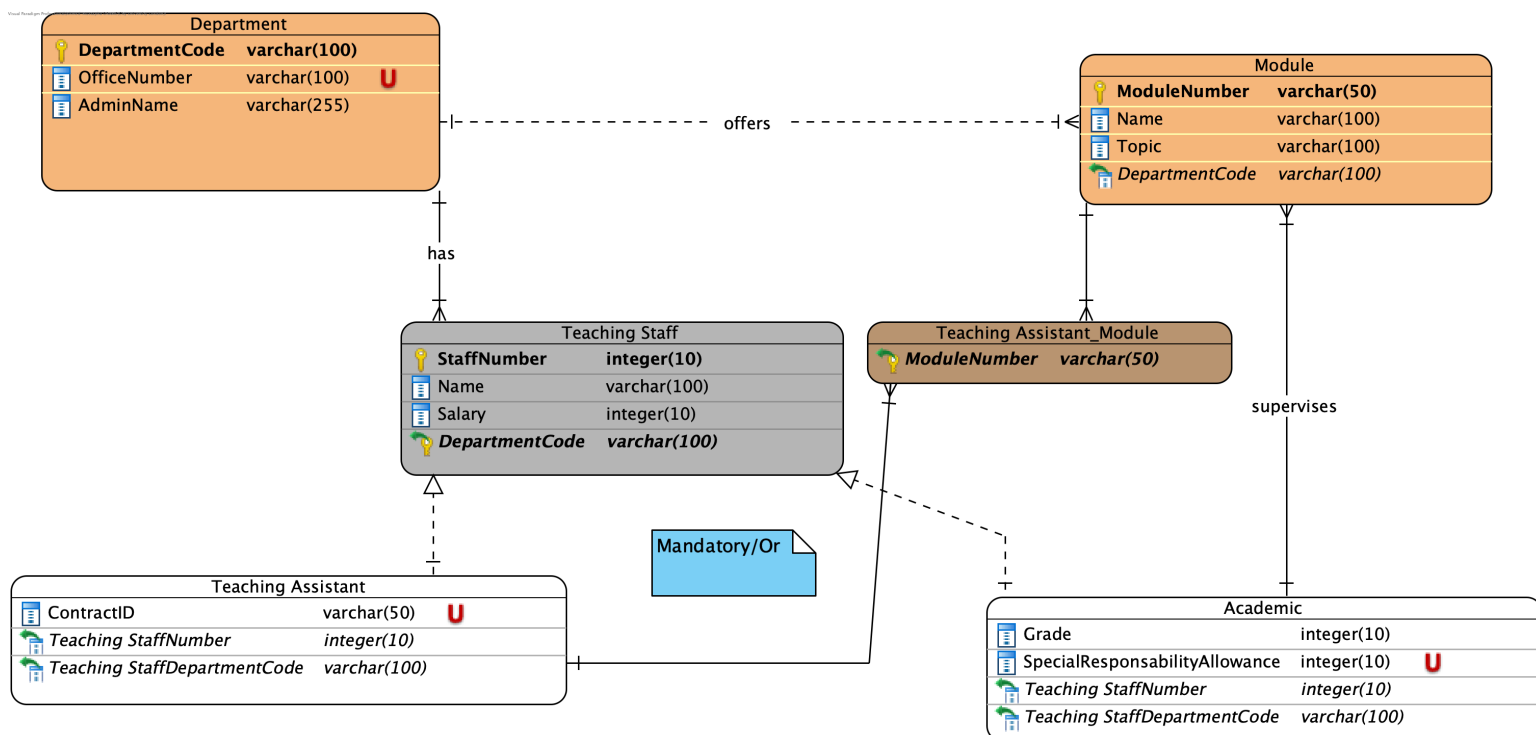 Department
DepartmentCode varchar(100)
OfficeNumber varchar(100) U
AdminName varchar(255)
Module
ModuleNumber varchar(50)
Name varchar(100)
Topic varchar(100)
DepartmentCode varchar(100)
offers
has
Teaching Staff
StaffNumber integer(10)
Name varchar(100)
Salary integer(10)
DepartmentCode varchar(100)
Teaching Assistant_Module
ModuleNumber varchar(50)
supervises
Mandatory/Or
Teaching Assistant
ContractID varchar(50) U
Teaching StaffNumber integer(10)
Teaching StaffDepartmentCode varchar(100)
Academic
Grade integer(10)
SpecialResponsabilityAllowance integer(10) U
Teaching StaffNumber integer(10)
Teaching StaffDepartmentCode varchar(100)